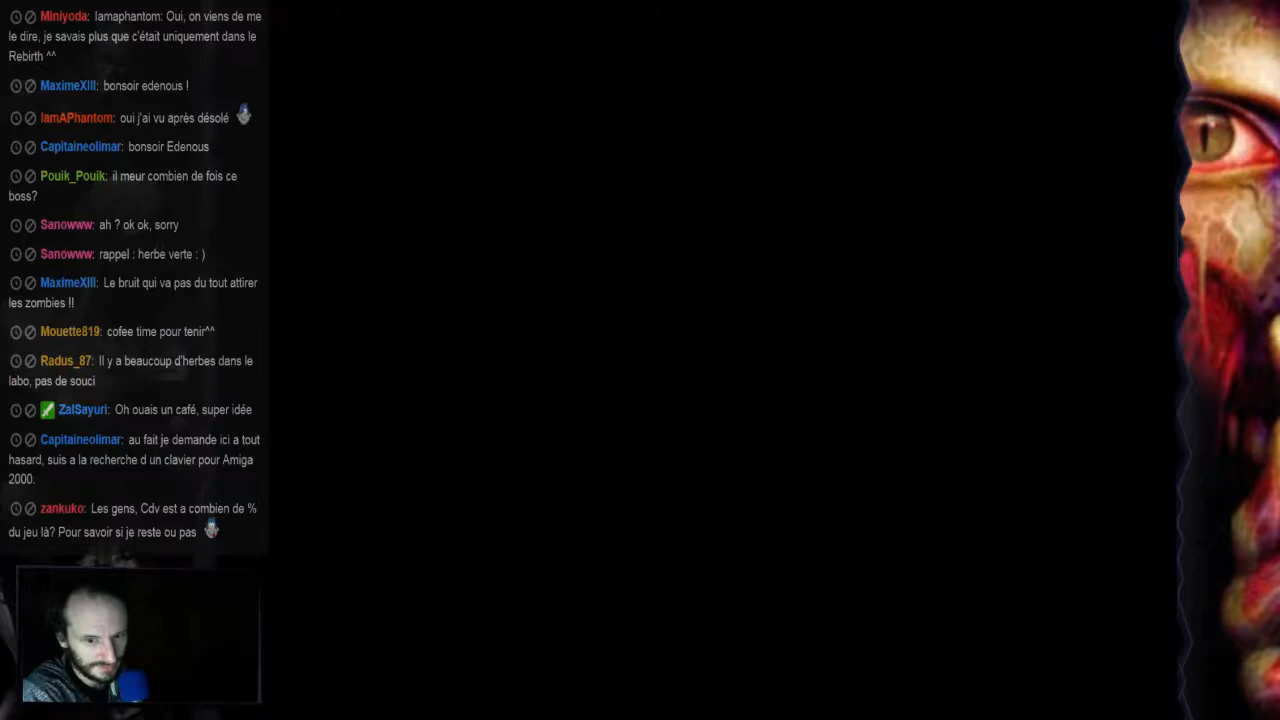 Miniyoda: Iamaphantom: Oui, on viens de me
le dire, je savais plus que c'était uniquement dans le
Rebirth ^^
MaximeXIII: bonsoir edenous !
IamAPhantom: oui j'ai vu après désolé
Capitaineolimar: bonsoir Edenous
Pouik_Pouik: il meur combien de fois ce
boss?
Sanowww: ah ? ok ok, sorry
Sanowww: rappel : herbe verte : )
MaximeXIII: Le bruit qui va pas du tout attirer
les zombies !!
Mouette819: cofee time pour tenir^^
Radus_87: Il y a beaucoup d'herbes dans le
labo, pas de souci
ZalSayuri: Oh ouais un café, super idée
Capitaineolimar: au fait je demande ici a tout
hasard, suis a la recherche d un clavier pour Amiga
2000.
zankuko: Les gens, Cdv est a combien de %
du jeu là? Pour savoir si je reste ou pas